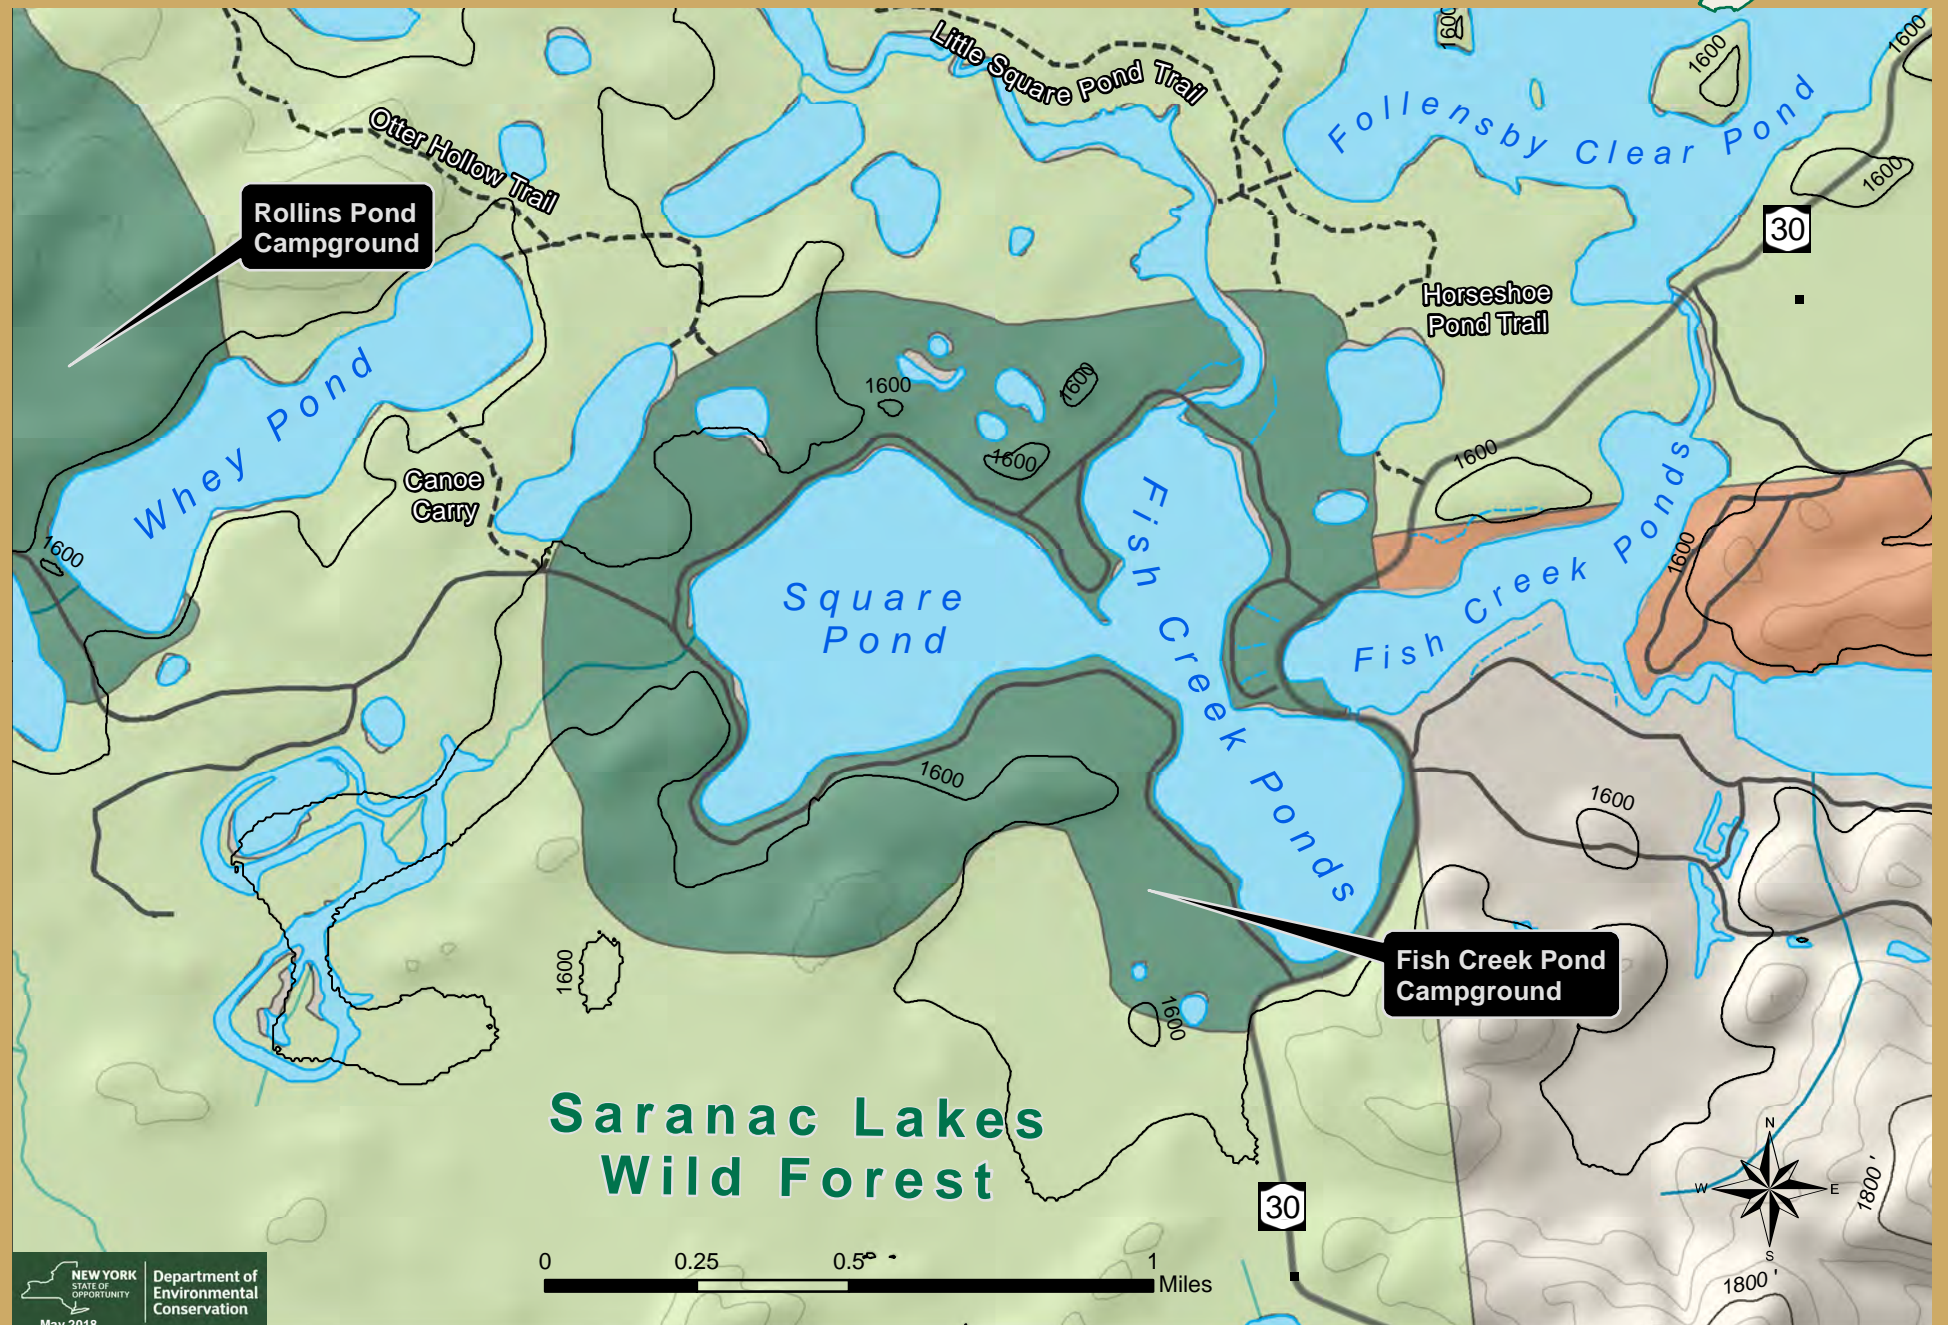 Little Square Pond Trail
1600
1600
1600
Follensby Clear Pond
Otter Hollow Trail
1600
Rollins Pond
Campground
30
Horseshoe
Pond Trail
Whey Pond
1600
1600
1600
1600
Canoe
Carry
Fish Creek Ponds
1600
1600
Square
Pond
Fish Creek Ponds
1600
1600
1600
Fish Creek Pond
Campground
1600
Saranac Lakes
Wild Forest
N
W
E
S
1800 '
30
0
0.25
0.5
1
Miles
1800 '
NEW YORK
STATE OF
OPPORTUNITY
Department of
Environmental
Conservation
May 2018